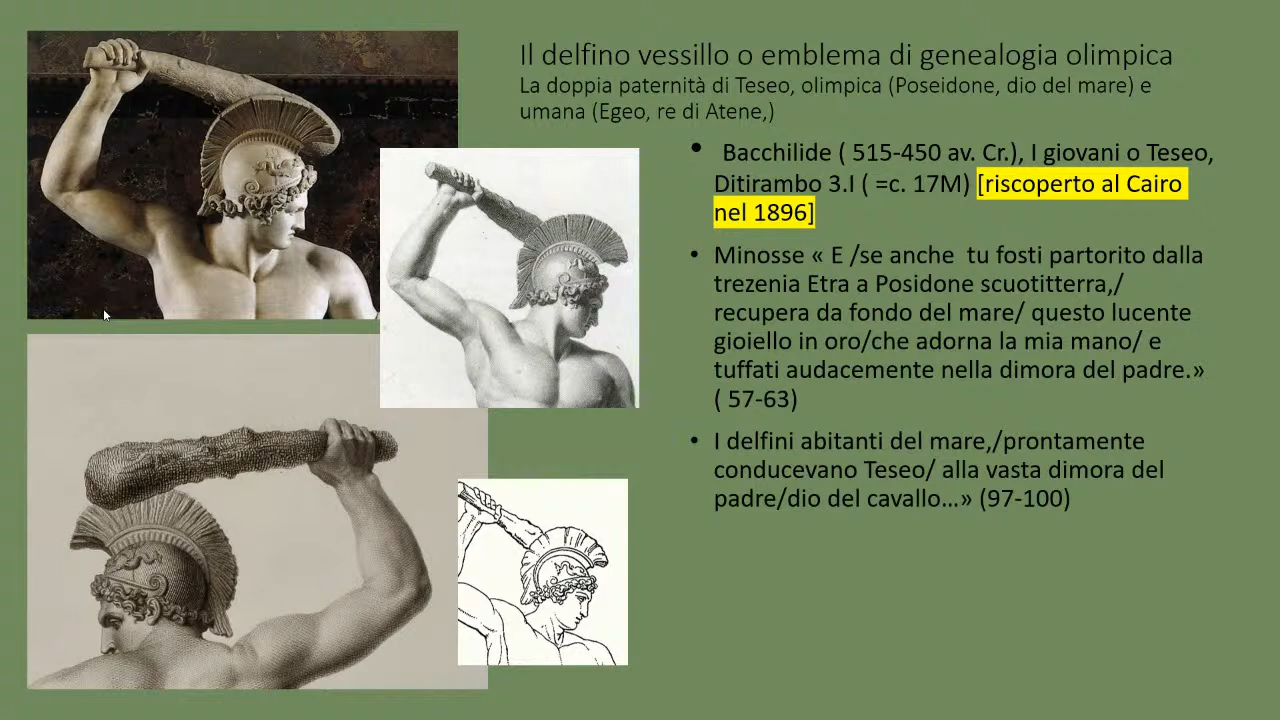 Il delfino vessillo o emblema di genealogia olimpica
La doppia paternità di Teseo, olimpica (Poseidone, dio del mare) e
umana (Egeo, re di Atene,)
• Bacchilide ( 515-450 av. Cr.), I giovani o Teseo,
Ditirambo 3.I ( =c. 17M) [riscoperto al Cairo
nel 1896]
• Minosse « E /se anche  tu fosti partorito dalla
trezenia Etra a Posidone scuotitterra,/
recupera da fondo del mare/ questo lucente
gioiello in oro/che adorna la mia mano/ e
tuffati audacemente nella dimora del padre.»
( 57-63)
• I delfini abitanti del mare,/prontamente
conducevano Teseo/ alla vasta dimora del
padre/dio del cavallo…» (97-100)